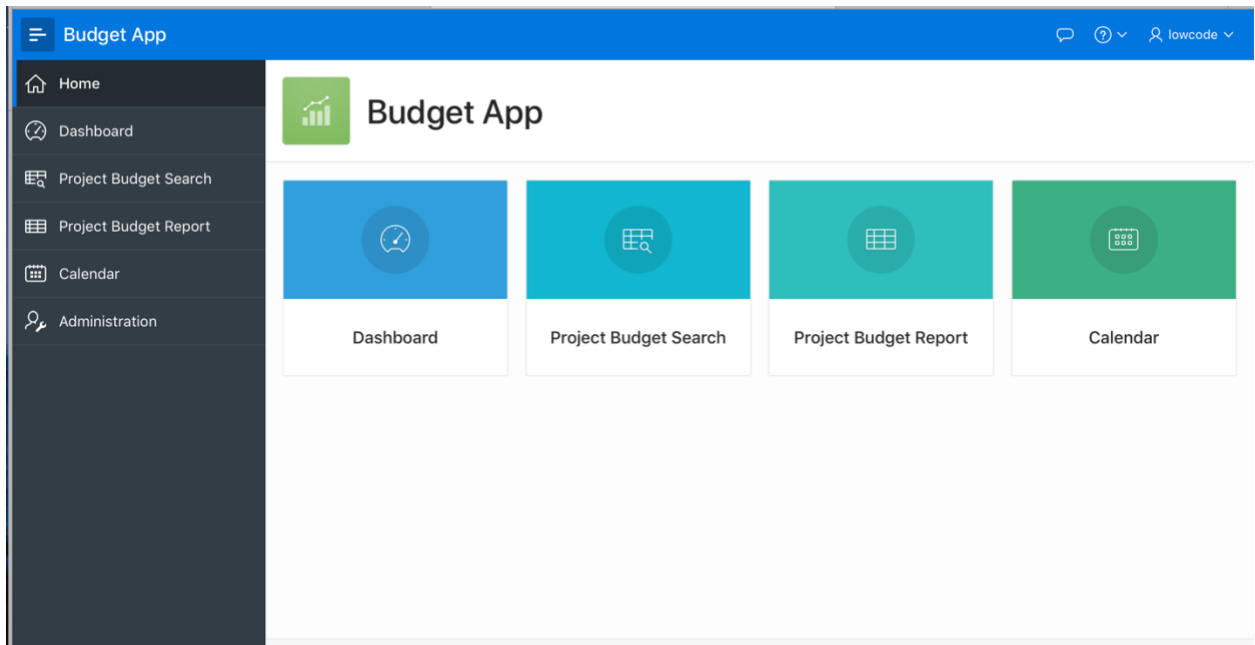 Budget App
lowcode
Home
Dashboard
Project Budget Search
Project Budget Report
Calendar
Administration
Budget App
Dashboard
Project Budget Search
Project Budget Report
Calendar